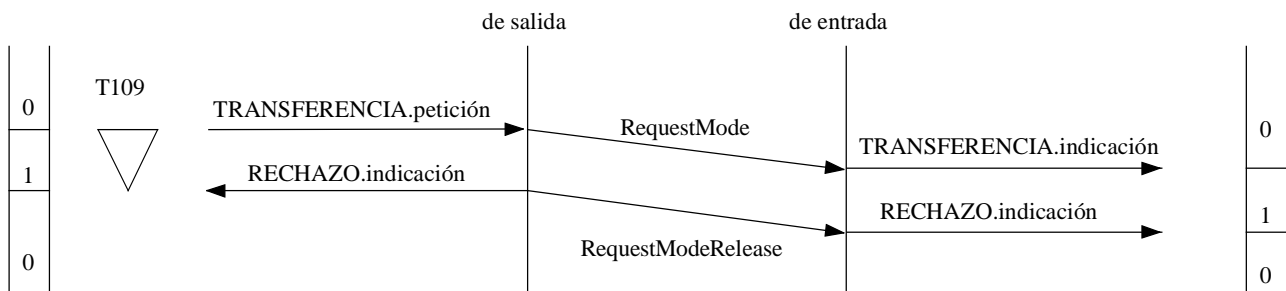 de salida
de entrada
T109
0
TRANSFERENCIA.petición
RequestMode
0
TRANSFERENCIA.indicación
1
RECHAZO.indicación
RECHAZO.indicación
1
RequestModeRelease
0
0